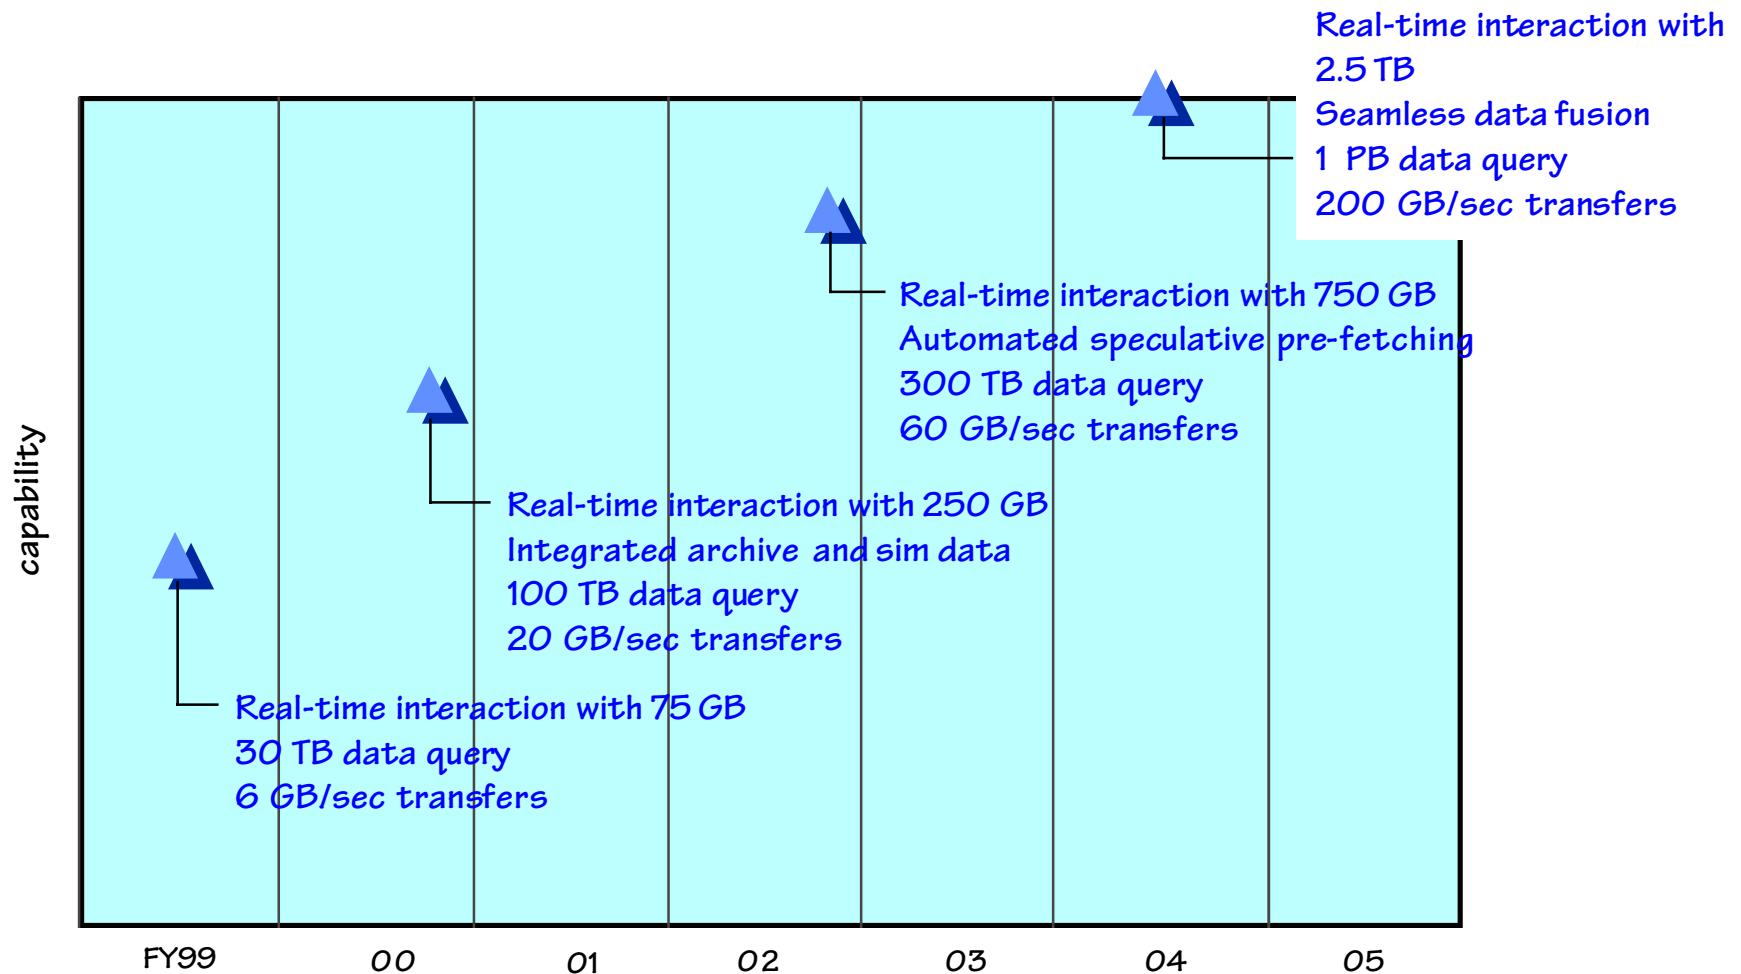 Real-time interaction with
2.5 TB
Seamless data fusion
1 PB data query
200 GB/sec transfers
Real-time interaction with 750 GB
Automated speculative pre-fetching
300 TB data query
60 GB/sec transfers
capability
Real-time interaction with 250 GB
Integrated archive and sim data
100 TB data query
20 GB/sec transfers
Real-time interaction with 75 GB
30 TB data query
6 GB/sec transfers
FY99 00 01 02 03 04 05